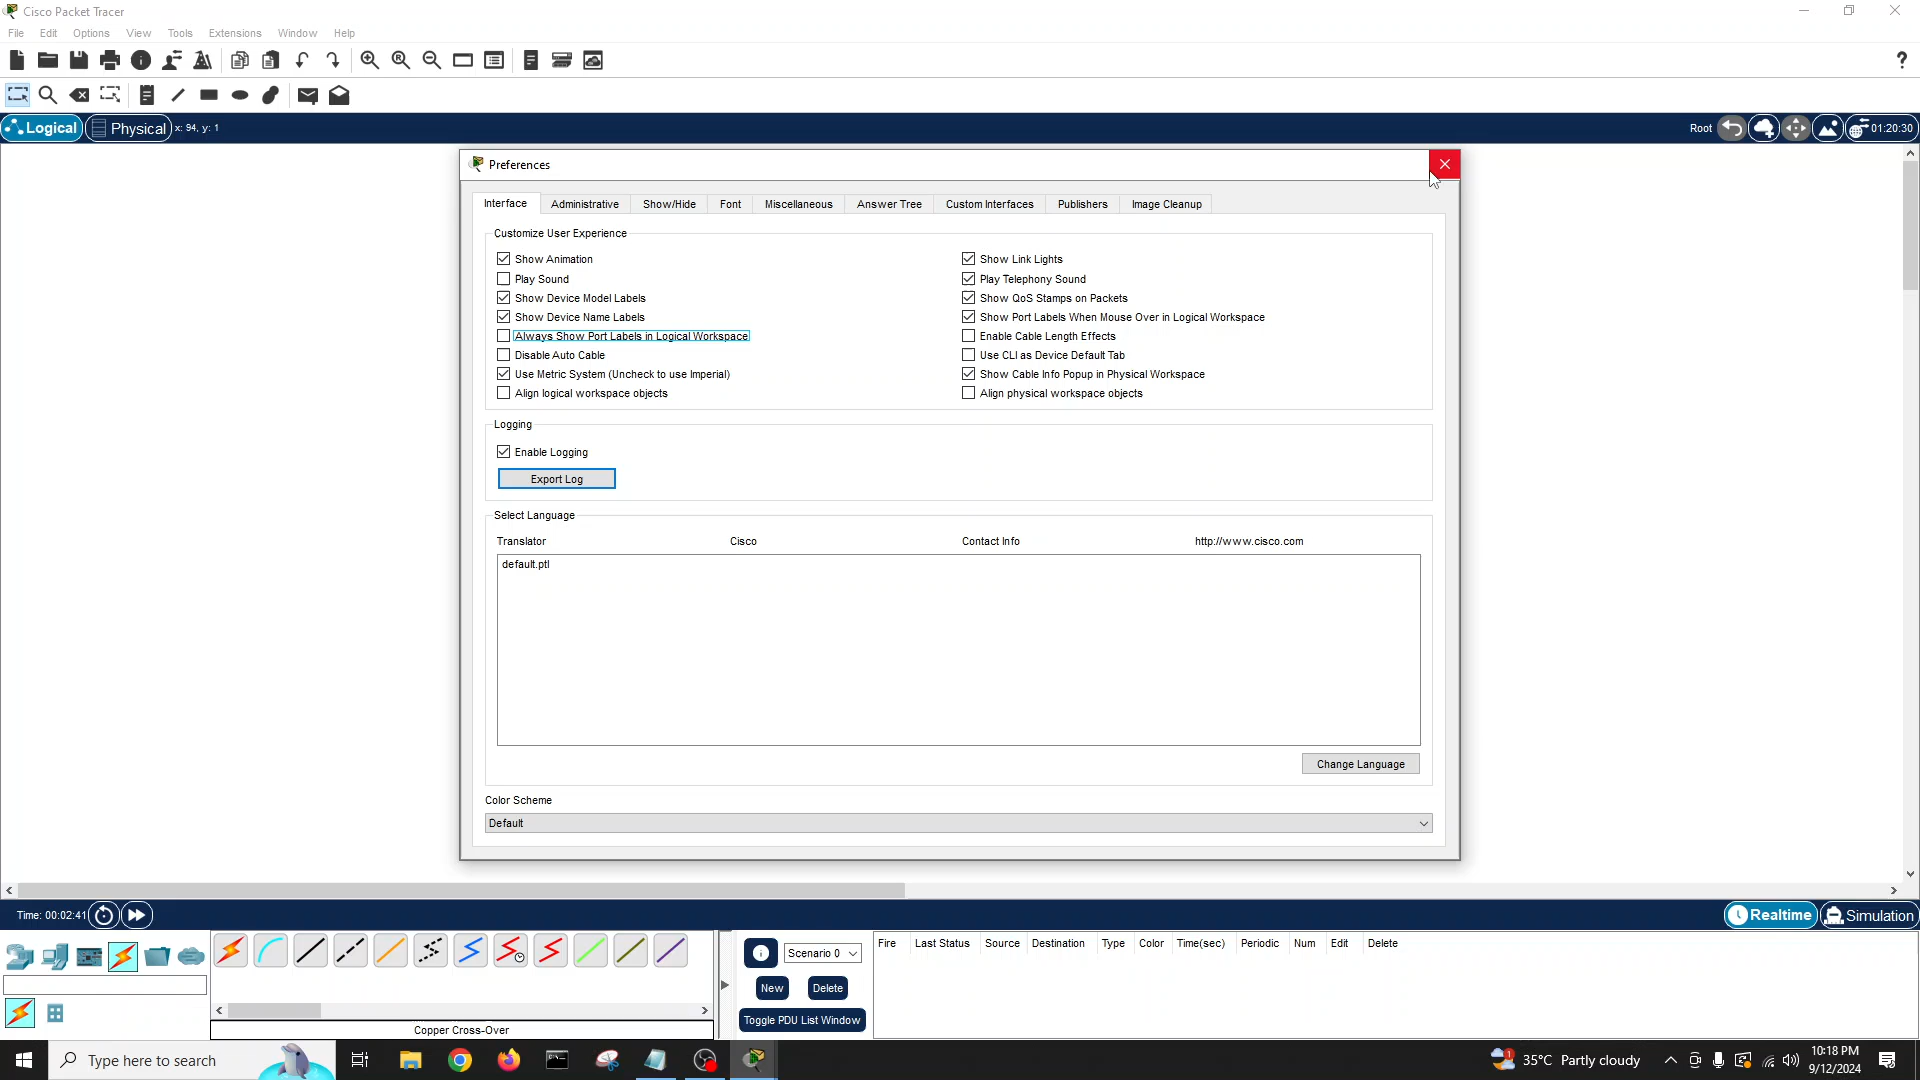 Cisco Packet Tracer
File Edit Options View Tools Extensions Window Help
Logical Physical x: 94, y: 1 Root 01:20:30
Preferences
Interface Administrative Show/Hide Font Miscellaneous Answer Tree Custom Interfaces Publishers Image Cleanup
Customize User Experience
Show Animation Show Link Lights
Play Sound Play Telephony Sound
Show Device Model Labels Show QoS Stamps on Packets
Show Device Name Labels Show Port Labels When Mouse Over in Logical Workspace
Always Show Port Labels in Logical Workspace Enable Cable Length Effects
Disable Auto Cable Use CLI as Device Default Tab
Use Metric System (Uncheck to use Imperial) Show Cable Info Popup in Physical Workspace
Align logical workspace objects Align physical workspace objects
Logging
Enable Logging
Export Log
Select Language
Translator Cisco Contact Info http://www.cisco.com
default.ptl
Change Language
Color Scheme
Default
Time: 00:02:41 Realtime Simulation
Scenario 0 Fire Last Status Source Destination Type Color Time(sec) Periodic Num Edit Delete
New Delete
Toggle PDU List Window
Copper Cross-Over
Type here to search 1 35°C Partly cloudy 10:18 PM
9/12/2024